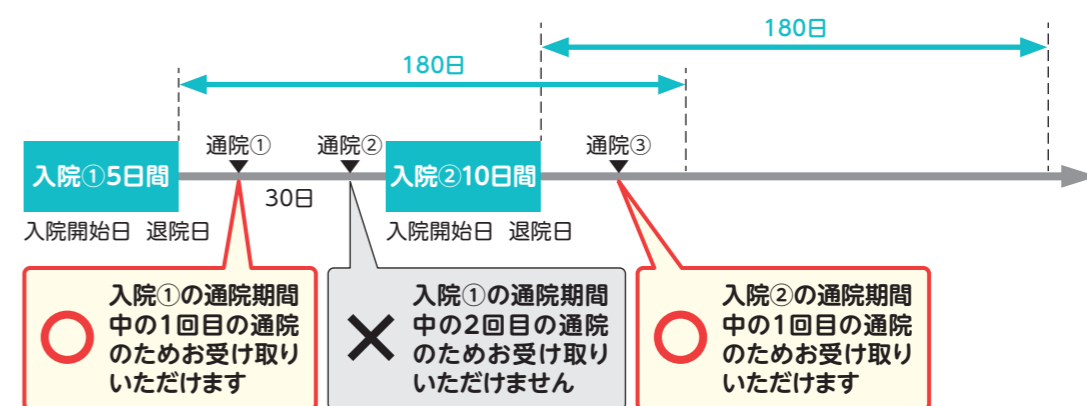 180日
180日
通院① 通院② 通院③
入院①5日間 入院②10日間
30日
入院開始日 退院日 入院開始日 退院日
入院①の通院期間
中の1回目の通院
のためお受け取り
いただけます
入院①の通院期間
中の2回目の通院
のためお受け取り
いただけません
入院②の通院期間
中の1回目の通院
のためお受け取り
いただけます